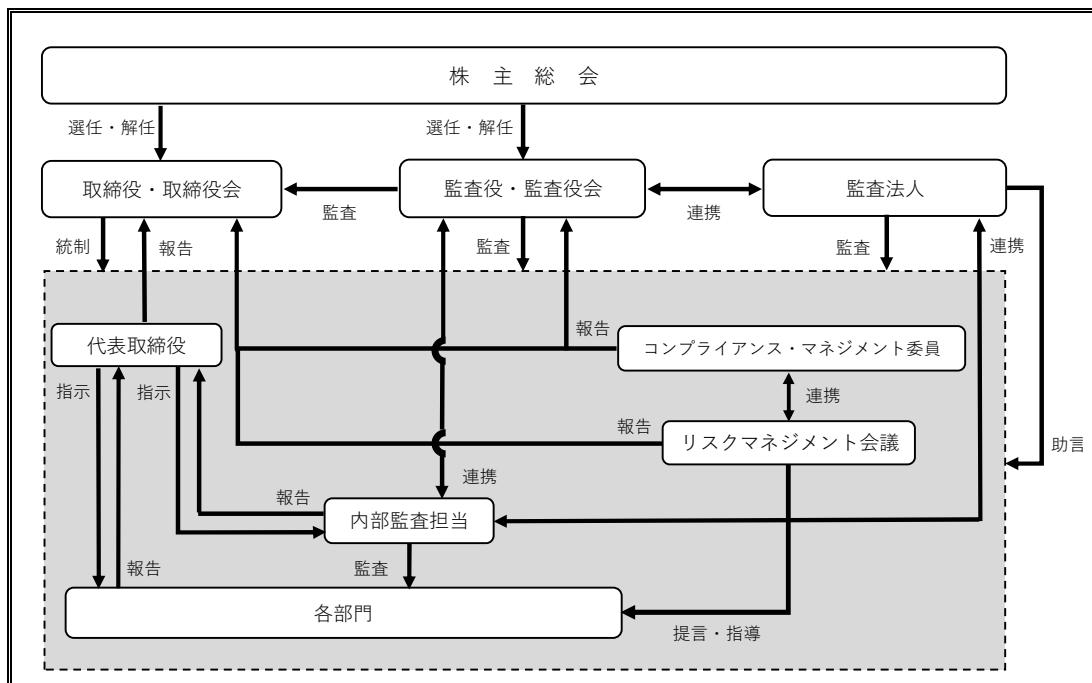 株 主 総 会
選任・解任
選任・解任
取締役・取締役会
監査
監査役・監査役会
連携
監査法人
統制
報告
監査
監査
連携
代表取締役
報告
コンプライアンス・マネジメント委員
指示
指示
連携
報告
リスクマネジメント会議
助言
連携
報告
内部監査担当
報告
監査
各部門
提言・指導